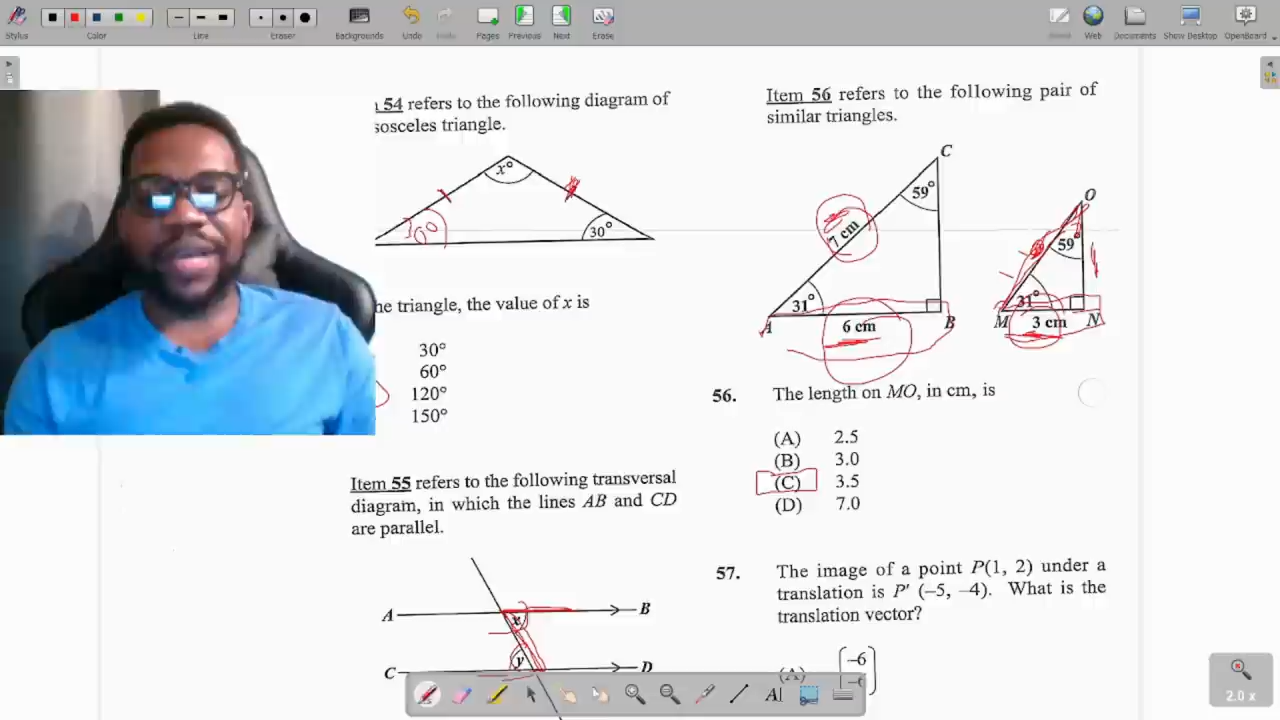 Stylus
Color
Line
Eraser
Backgrounds
Undo
Redo
Pages
Previous
Next
Erase
Board
Web
Documents
Show Desktop
OpenBoard
54 refers to the following diagram of
sosceles triangle.
x°
30°
he triangle, the value of x is
30°
60°
120°
150°
Item 55 refers to the following transversal
diagram, in which the lines AB and CD
are parallel.
A
B
x
y
C
D
Item 56 refers to the following pair of
similar triangles.
C
59°
7 cm
31°
A
6 cm
B
O
59°
31°
M
3 cm
N
56. The length on MO, in cm, is
(A) 2.5
(B) 3.0
(C) 3.5
(D) 7.0
57. The image of a point P(1, 2) under a
translation is P' (–5, –4). What is the
translation vector?
(A) –6
2.0 x